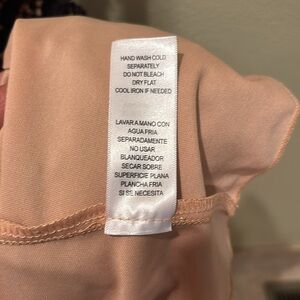 HAND WASH COLD
SEPARATELY
DO NOT BLEACH
DRY FLAT
COOL IRON IF NEEDED
LAVAR A MANO CON
AGUA FRIA
SEPARADAMENTE
NO USAR
BLANQUEADOR
SECAR SOBRE
SUPERFICIE PLANA
PLANCHA FRIA
SI SE NECESITA